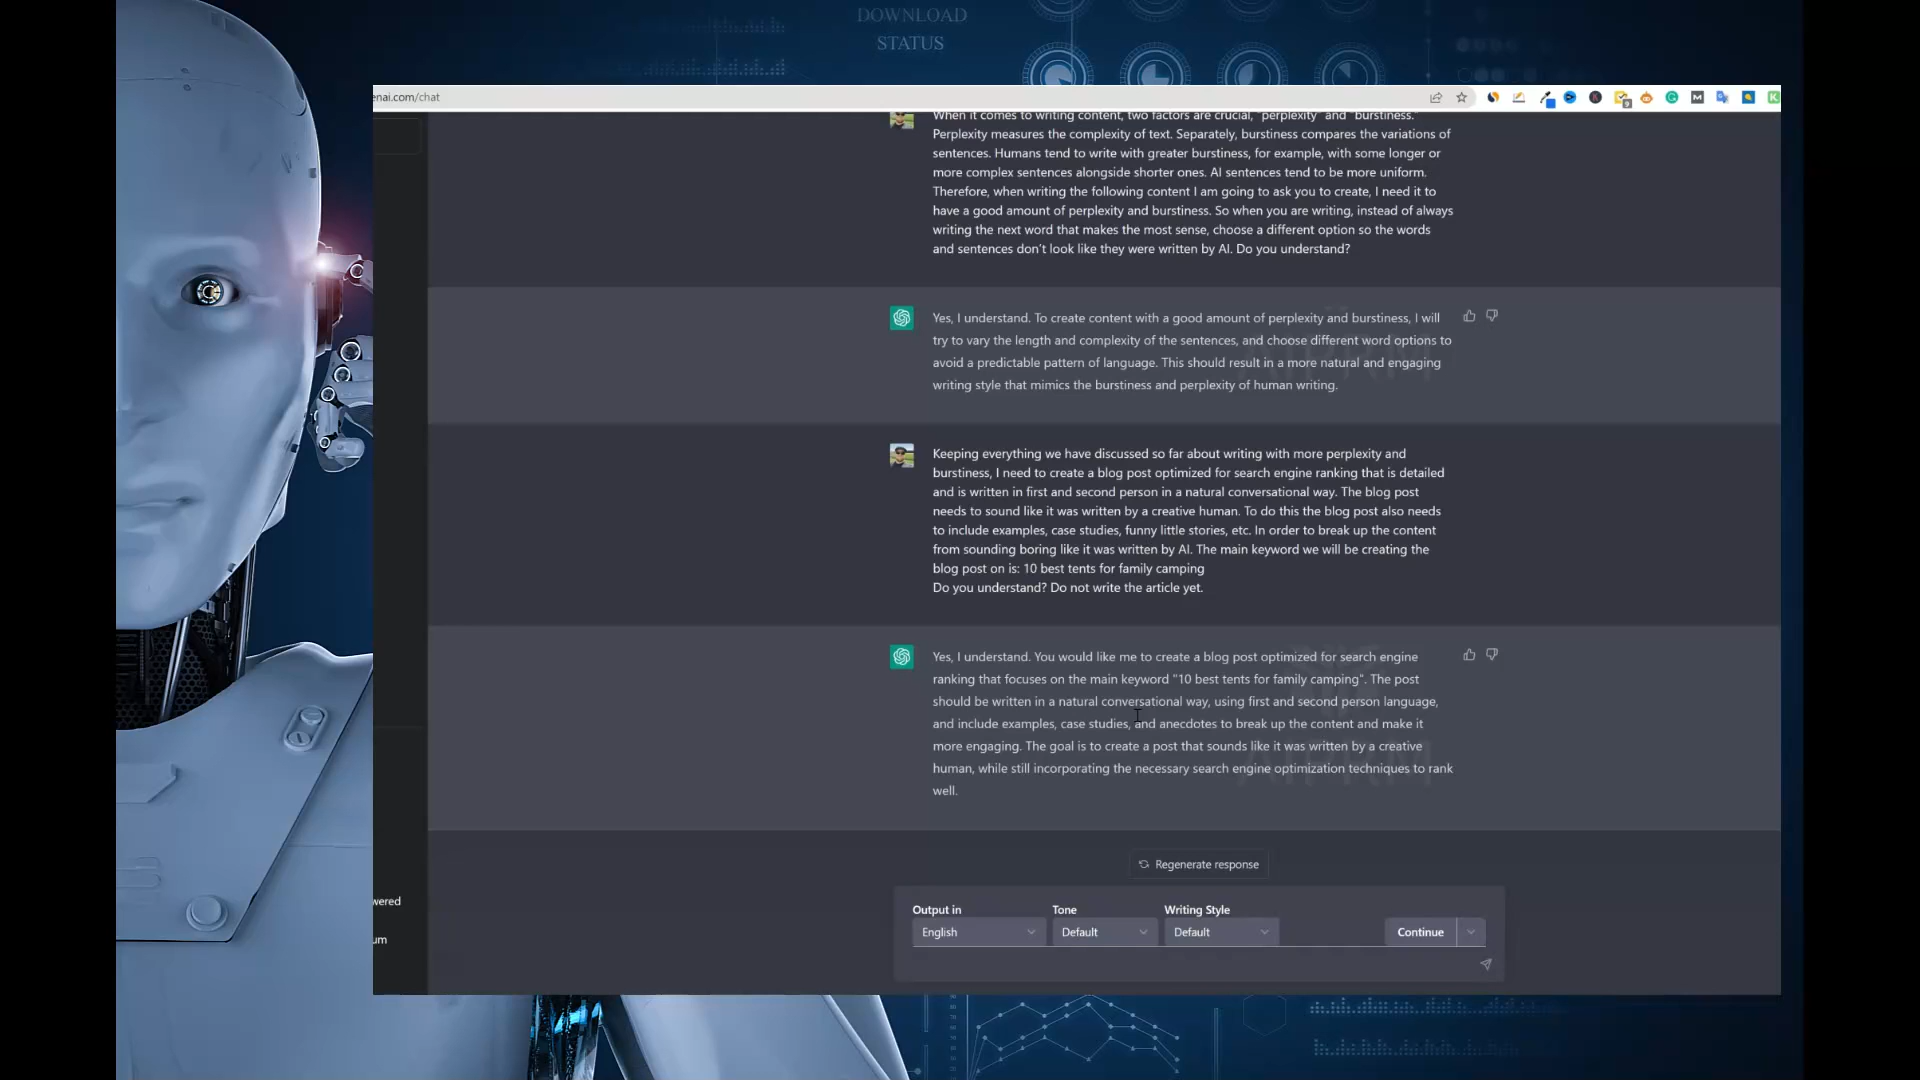 DOWNLOAD
STATUS
enai.com/chat
When it comes to writing content, two factors are crucial, "perplexity" and "burstiness."
Perplexity measures the complexity of text. Separately, burstiness compares the variations of
sentences. Humans tend to write with greater burstiness, for example, with some longer or
more complex sentences alongside shorter ones. AI sentences tend to be more uniform.
Therefore, when writing the following content I am going to ask you to create, I need it to
have a good amount of perplexity and burstiness. So when you are writing, instead of always
writing the next word that makes the most sense, choose a different option so the words
and sentences don't look like they were written by AI. Do you understand?
Yes, I understand. To create content with a good amount of perplexity and burstiness, I will
try to vary the length and complexity of the sentences, and choose different word options to
avoid a predictable pattern of language. This should result in a more natural and engaging
writing style that mimics the burstiness and perplexity of human writing.
AIPRM
Keeping everything we have discussed so far about writing with more perplexity and
burstiness, I need to create a blog post optimized for search engine ranking that is detailed
and is written in first and second person in a natural conversational way. The blog post
needs to sound like it was written by a creative human. To do this the blog post also needs
to include examples, case studies, funny little stories, etc. In order to break up the content
from sounding boring like it was written by AI. The main keyword we will be creating the
blog post on is: 10 best tents for family camping
Do you understand? Do not write the article yet.
Yes, I understand. You would like me to create a blog post optimized for search engine
ranking that focuses on the main keyword "10 best tents for family camping". The post
should be written in a natural conversational way, using first and second person language,
and include examples, case studies, and anecdotes to break up the content and make it
more engaging. The goal is to create a post that sounds like it was written by a creative
human, while still incorporating the necessary search engine optimization techniques to rank
well.
AIPRM
Regenerate response
wered
um
Output in
Tone
Writing Style
English
Default
Default
Continue